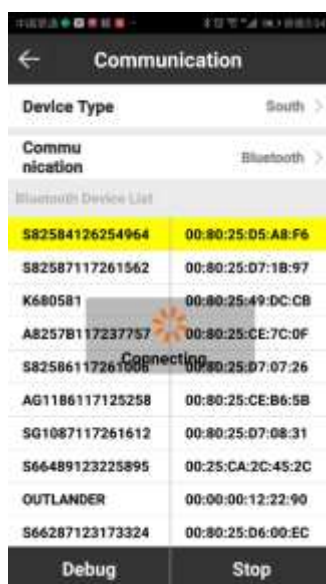 Communication
Device Type South
Commu
nication Bluetooth
Bluetooth Device List
S82584126254964 00:80:25:D5:A8:F6
S82587117261562 00:80:25:D7:1B:97
K680581 00:80:25:49:DC:CB
A8257B117237757 00:80:25:CE:7C:0F
Connecting
S82586117261006 00:80:25:D7:07:26
AG1186117125258 00:80:25:CE:B6:5B
SG1087117261612 00:80:25:D7:08:31
S66489123225895 00:25:CA:2C:45:2C
OUTLANDER 00:00:00:12:22:90
S66287123173324 00:80:25:D6:00:EC
Debug Stop